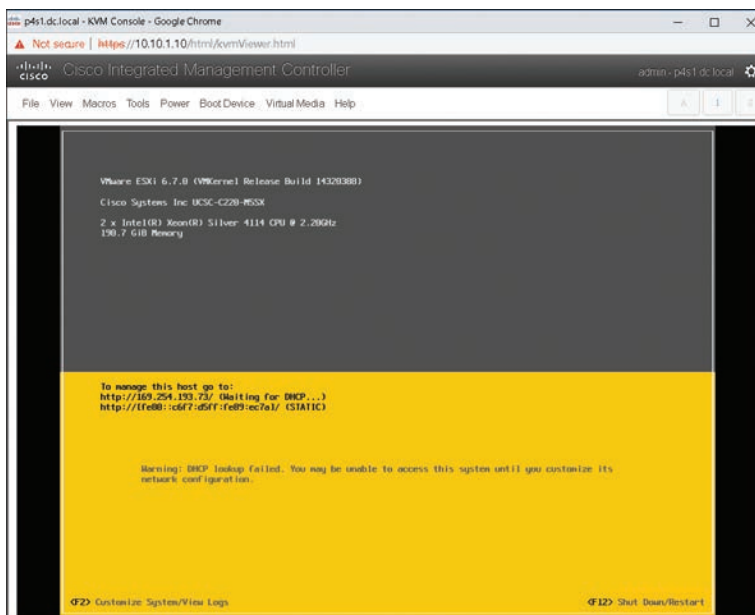 p4s1.dc.local - KVM Console - Google Chrome
Not secure | https://10.10.1.10/html/kvmViewer.html
CISCO Cisco Integrated Management Controller admin - p4s1.dc.local
File View Macros Tools Power Boot Device Virtual Media Help
VMware ESXi 6.7.0 (VMKernel Release Build 14320388)
Cisco Systems Inc UCSC-C220-M5SX
2 x Intel(R) Xeon(R) Silver 4114 CPU @ 2.20GHz
190.7 GiB Memory
To manage this host go to:
http://169.254.193.73/ (Waiting for DHCP...)
http://[fe80::c6f7:d5ff:fe89:ec7a]/ (STATIC)
Warning: DHCP lookup failed. You may be unable to access this system until you customize its
network configuration.
<F2> Customize System/View Logs <F12> Shut Down/Restart